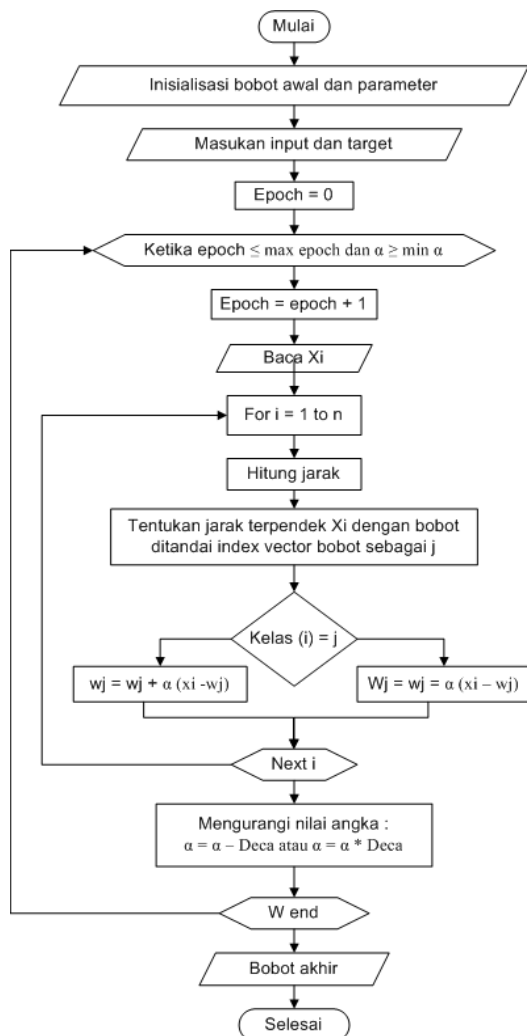 Mulai
Inisialisasi bobot awal dan parameter
Masukan input dan target
Epoch = 0
Ketika epoch ≤ max epoch dan α ≥ min α
Epoch = epoch + 1
Baca Xi
For i = 1 to n
Hitung jarak
Tentukan jarak terpendek Xi dengan bobot
ditandai index vector bobot sebagai j
Kelas (i) = j
wj = wj + α (xi -wj)
Wj = wj = α (xi – wj)
Next i
Mengurangi nilai angka :
α = α – Deca atau α = α * Deca
W end
Bobot akhir
Selesai